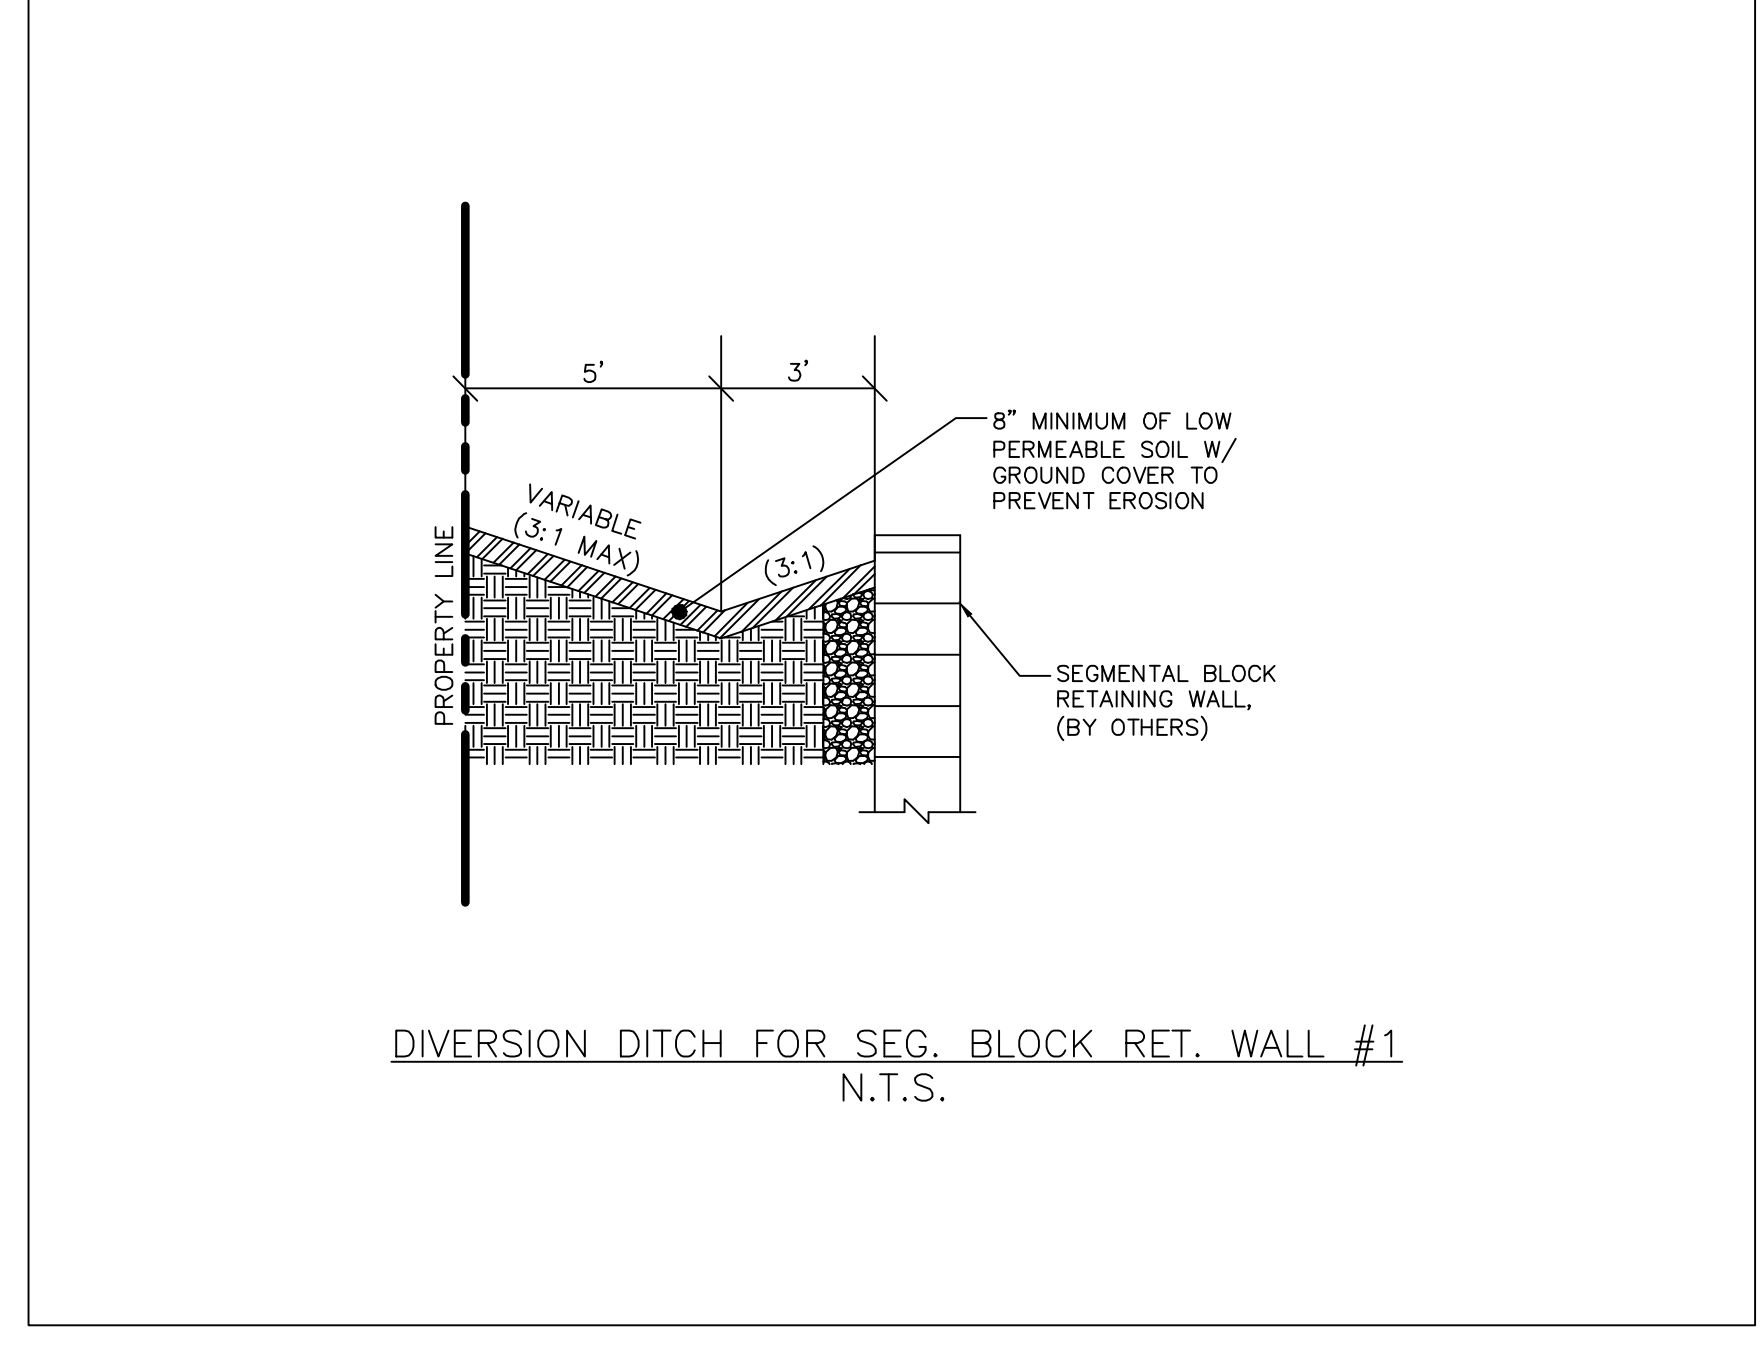 5’
3’
8” MINIMUM OF LOW
PERMEABLE SOIL W/
GROUND COVER TO
PREVENT EROSION
VARIABLE
(3:1 MAX)
(3:1)
PROPERTY LINE
SEGMENTAL BLOCK
RETAINING WALL,
(BY OTHERS)
DIVERSION DITCH FOR SEG. BLOCK RET. WALL #1
N.T.S.